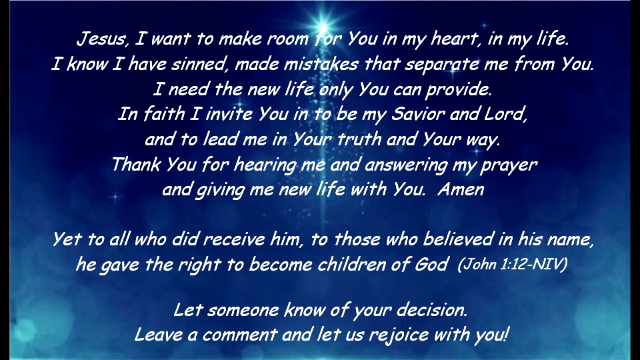 Jesus, I want to make room for You in my heart, in my life.
I know I have sinned, made mistakes that separate me from You.
I need the new life only You can provide.
In faith I invite You in to be my Savior and Lord,
and to lead me in Your truth and Your way.
Thank You for hearing me and answering my prayer
and giving me new life with You.  Amen
Yet to all who did receive him, to those who believed in his name,
he gave the right to become children of God (John 1:12-NIV)
Let someone know of your decision.
Leave a comment and let us rejoice with you!